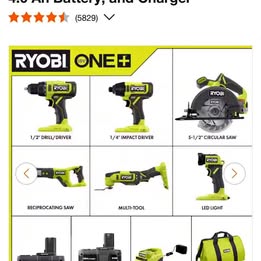 4.0 Ah Battery, and Charger
(5829)
RYOBI ONE+
1/2" DRILL/DRIVER
1/4" IMPACT DRIVER
5-1/2" CIRCULAR SAW
RECIPROCATING SAW
MULTI-TOOL
LED LIGHT